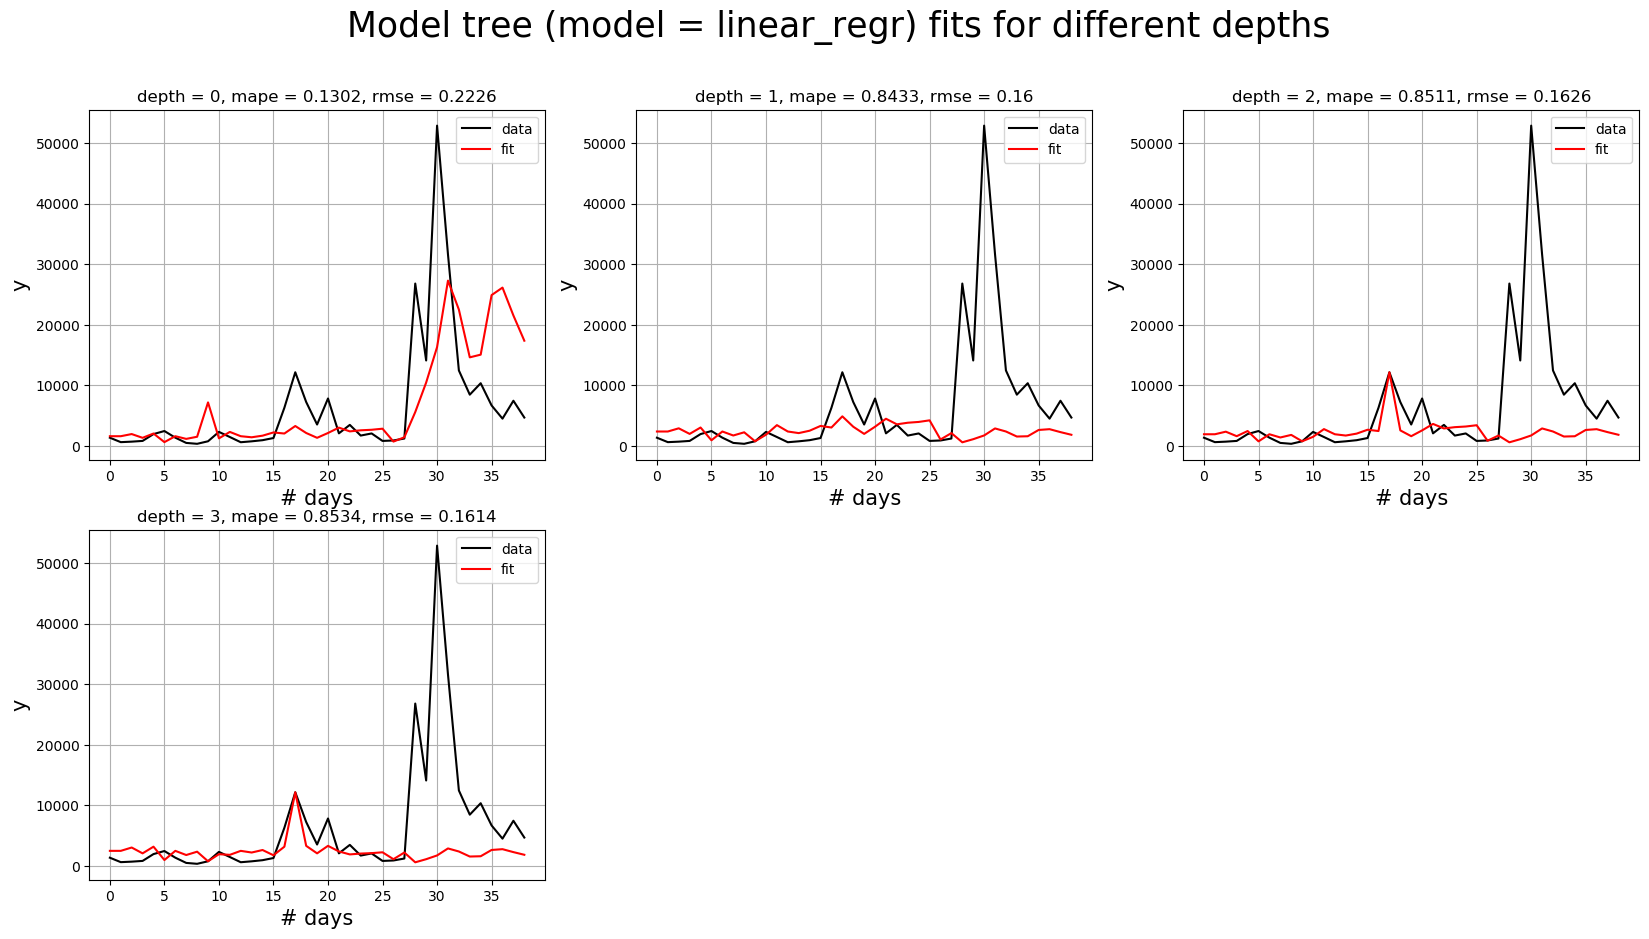 Model tree (model = linear_regr) fits for different depths
depth = 0, mape = 0.1302, rmse = 0.2226
50000
40000
30000
20000
10000
0
y
data
fit
0 5 10 15 20 25 30 35
# days
depth = 1, mape = 0.8433, rmse = 0.16
50000
40000
30000
20000
10000
0
y
data
fit
0 5 10 15 20 25 30 35
# days
depth = 2, mape = 0.8511, rmse = 0.1626
50000
40000
30000
20000
10000
0
y
data
fit
0 5 10 15 20 25 30 35
# days
depth = 3, mape = 0.8534, rmse = 0.1614
50000
40000
30000
20000
10000
0
y
data
fit
0 5 10 15 20 25 30 35
# days